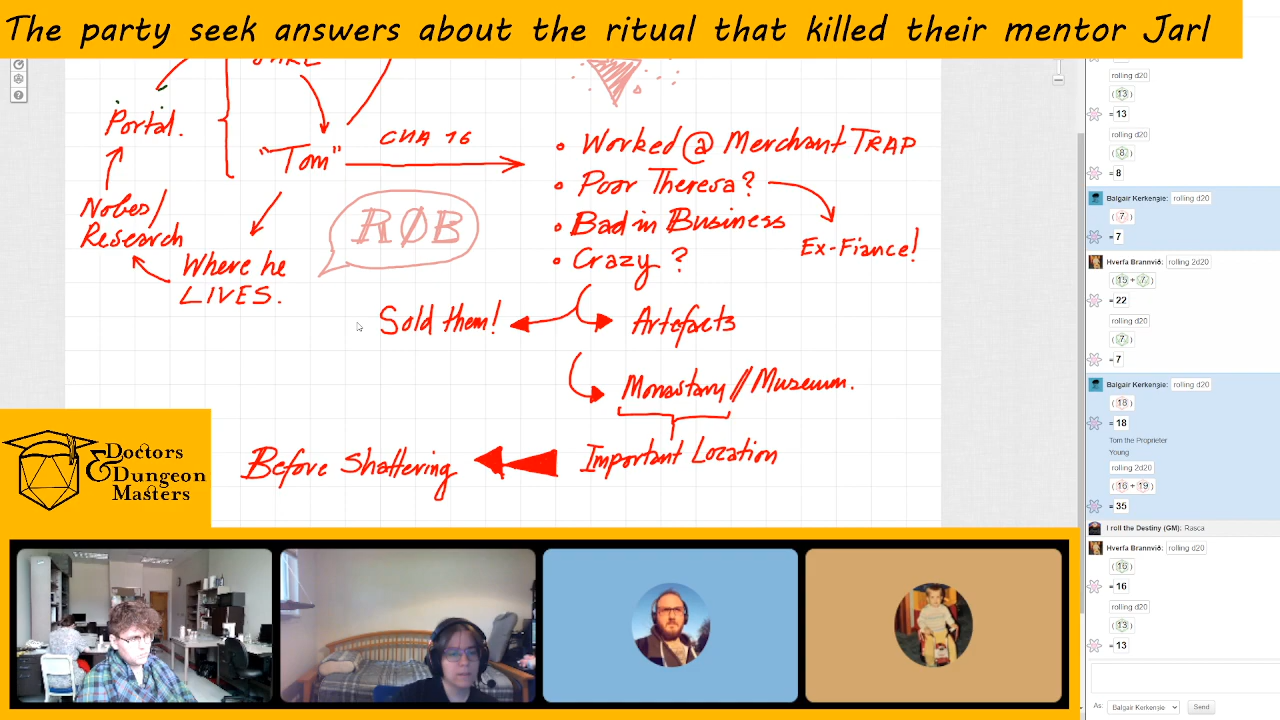 The party seek answers about the ritual that killed their mentor Jarl
Portal.
"Tom"
CHA 16
Notes/
Research
Where he
LIVES.
RØB
• Worked @ Merchant TRAP
• Poor Theresa?
Ex-Fiance!
• Bad in Business
• Crazy?
Sold them!
Artefacts
Monastary//Museum.
Important Location
Before Shattering
Doctors
& Dungeon
Masters
rolling d20
(13)
= 13
rolling d20
(8)
= 8
Balgair Kerkengie: rolling d20
(7)
= 7
Hverfa Brannvið: rolling 2d20
(15+7)
= 22
rolling d20
(7)
= 7
Balgair Kerkengie: rolling d20
(18)
= 18
Tom the Proprieter
Young
rolling 2d20
(16+19)
= 35
I roll the Destiny (GM): Rasca
Hverfa Brannvið: rolling d20
(16)
= 16
rolling d20
(13)
= 13
As: Balgair Kerkengie Send